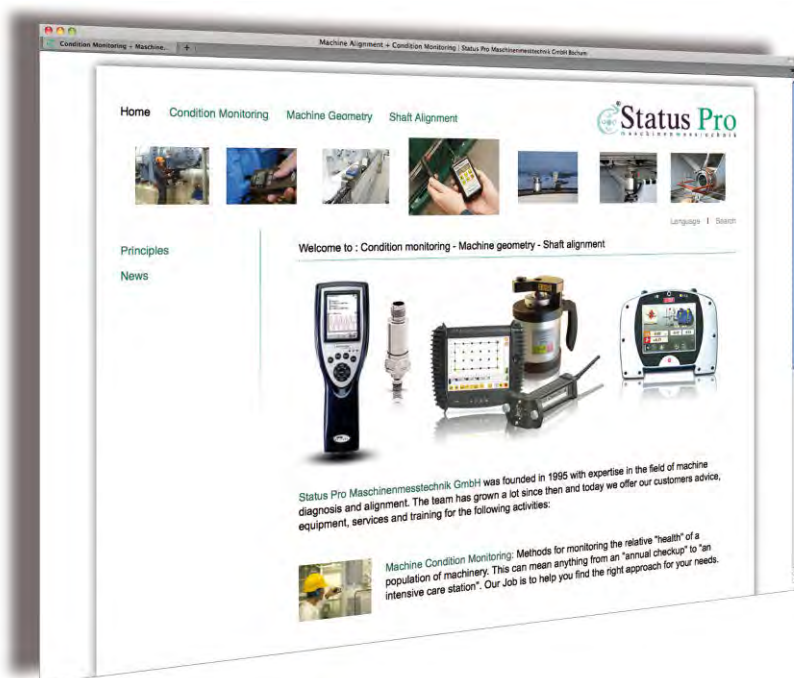 Machine Alignment + Condition Monitoring | Status Pro Maschinenmesstechnik GmbH Bochum
Condition Monitoring + Maschine...
Home Condition Monitoring Machine Geometry Shaft Alignment
Status Pro
maschinenmesstechnik
Language | Search
Principles
News
Welcome to : Condition monitoring - Machine geometry - Shaft alignment
Status Pro Maschinenmesstechnik GmbH was founded in 1995 with expertise in the field of machine
diagnosis and alignment. The team has grown a lot since then and today we offer our customers advice,
equipment, services and training for the following activities:
Machine Condition Monitoring: Methods for monitoring the relative "health" of a
population of machinery. This can mean anything from an "annual checkup" to "an
intensive care station". Our Job is to help you find the right approach for your needs.